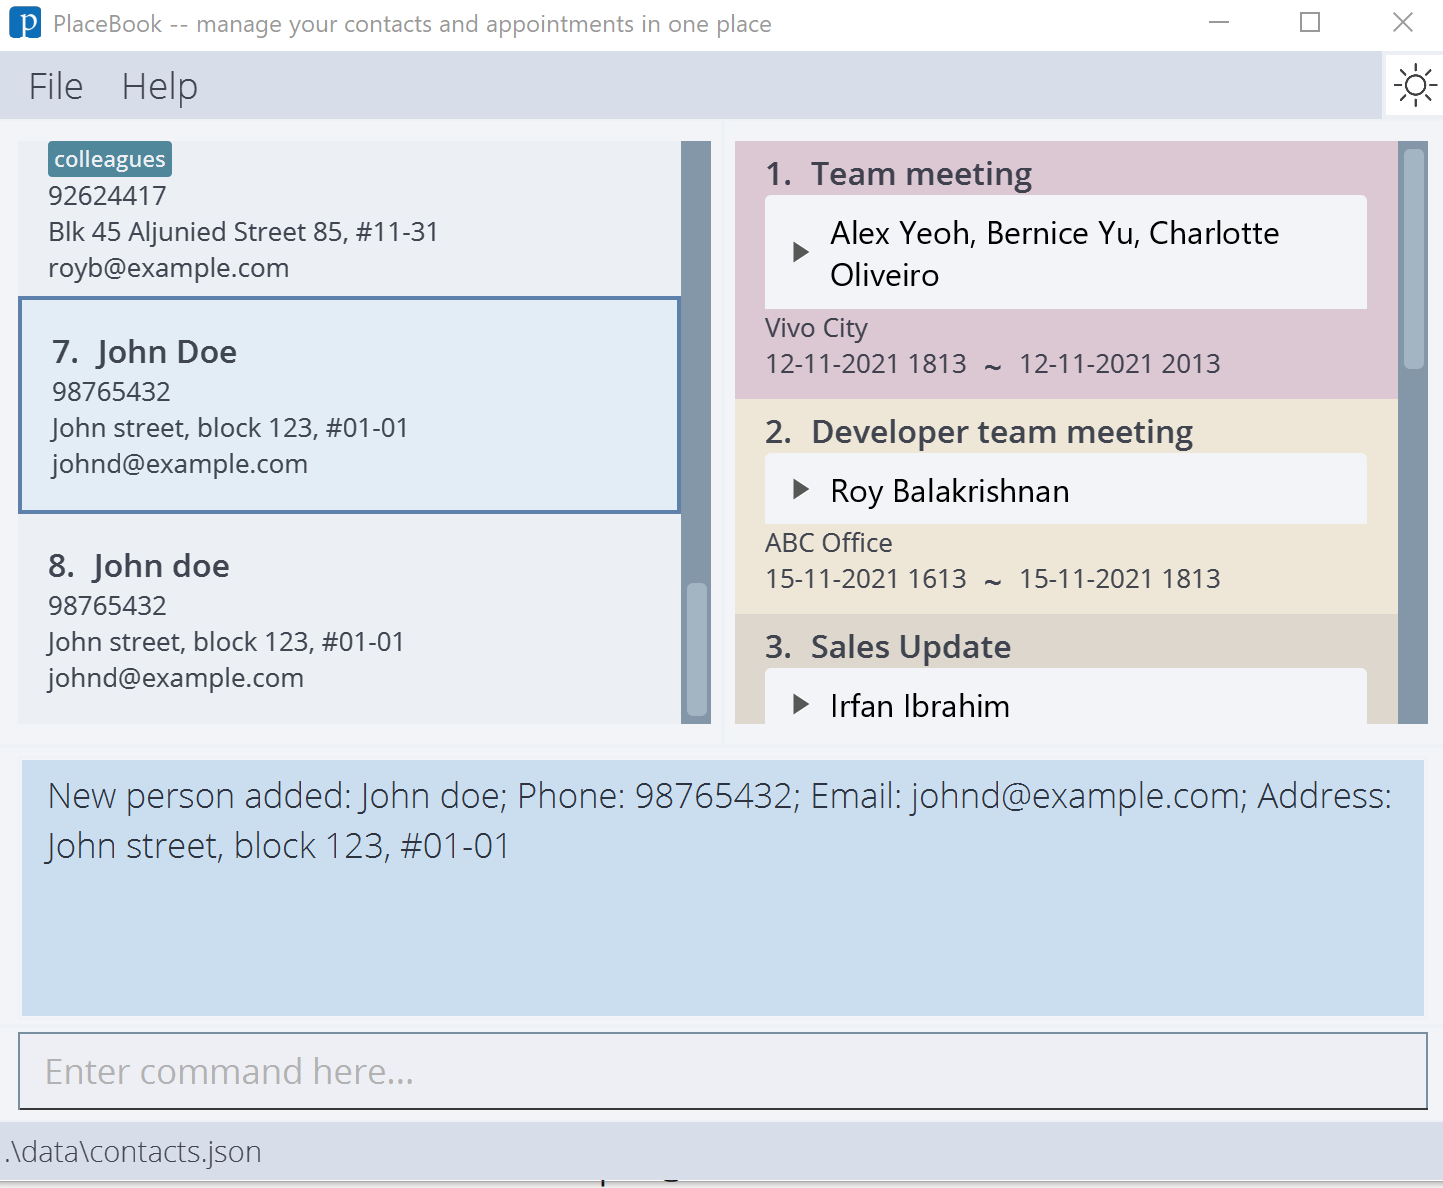 PlaceBook -- manage your contacts and appointments in one place
File Help
colleagues
92624417
Blk 45 Aljunied Street 85, #11-31
royb@example.com
7. John Doe
98765432
John street, block 123, #01-01
johnd@example.com
8. John doe
98765432
John street, block 123, #01-01
johnd@example.com
1. Team meeting
Alex Yeoh, Bernice Yu, Charlotte
Oliveiro
Vivo City
12-11-2021 1813 ~ 12-11-2021 2013
2. Developer team meeting
Roy Balakrishnan
ABC Office
15-11-2021 1613 ~ 15-11-2021 1813
3. Sales Update
Irfan Ibrahim
New person added: John doe; Phone: 98765432; Email: johnd@example.com; Address:
John street, block 123, #01-01
Enter command here...
.\data\contacts.json